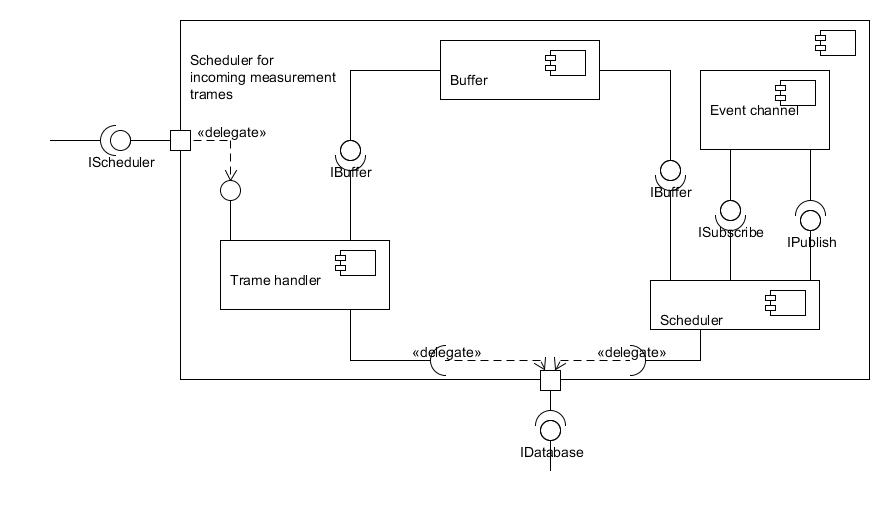 Scheduler for
incoming measurement
trames
Buffer
Event channel
«delegate»
IScheduler
IBuffer
IBuffer
ISubscribe
IPublish
Trame handler
Scheduler
«delegate»
«delegate»
IDatabase